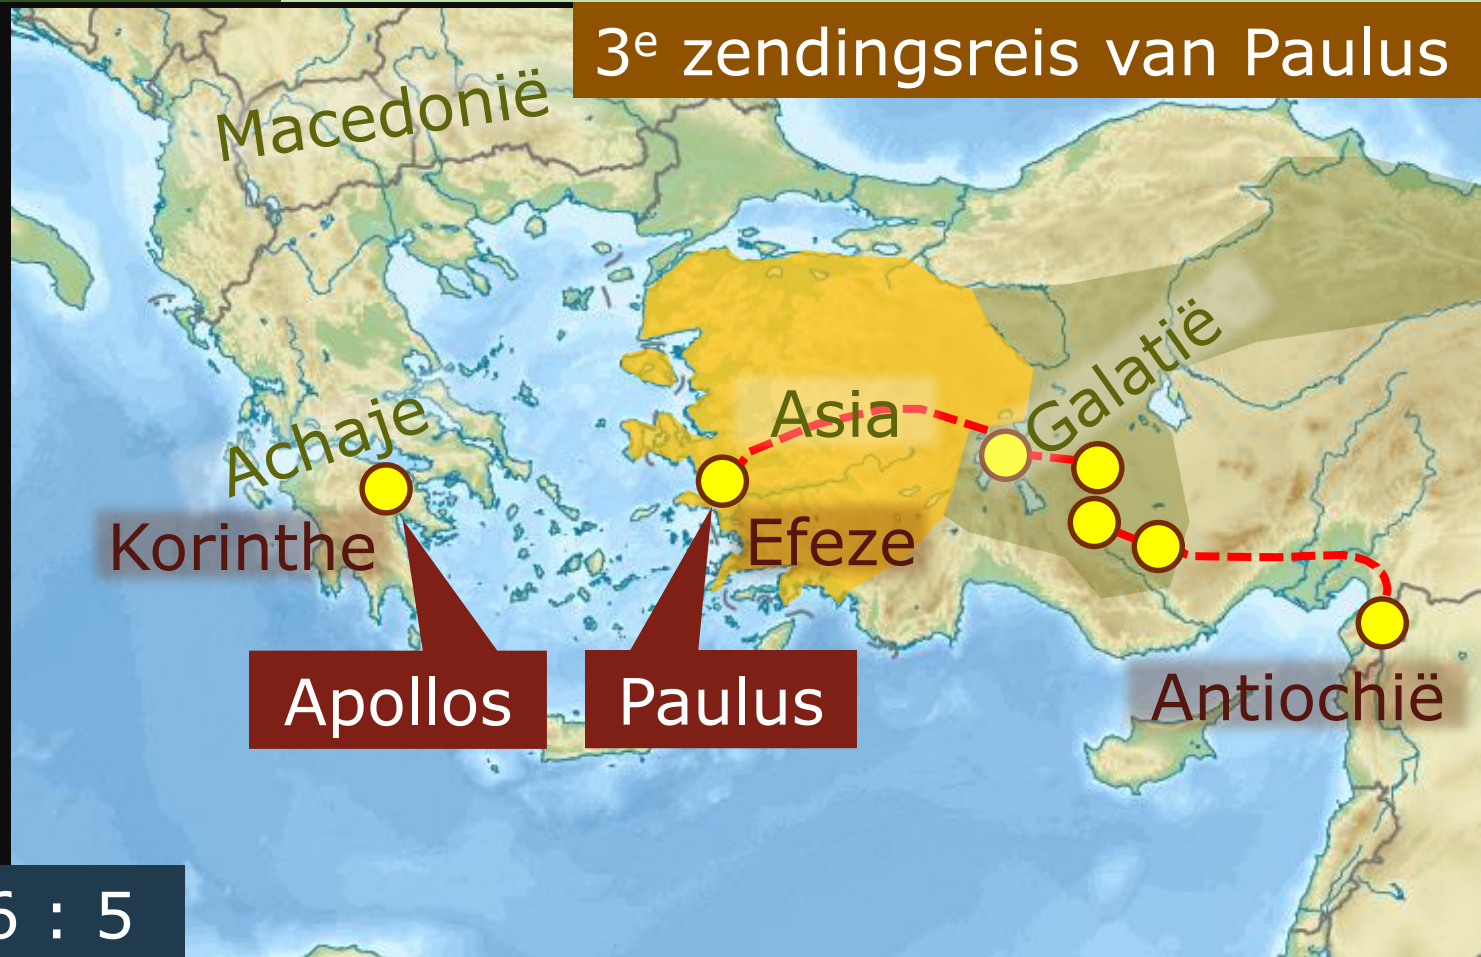 3e zendingsreis van Paulus
Macedonië
Galatië
Asia
Achaje
Korinthe
Efeze
Apollos
Paulus
Antiochië
: 5